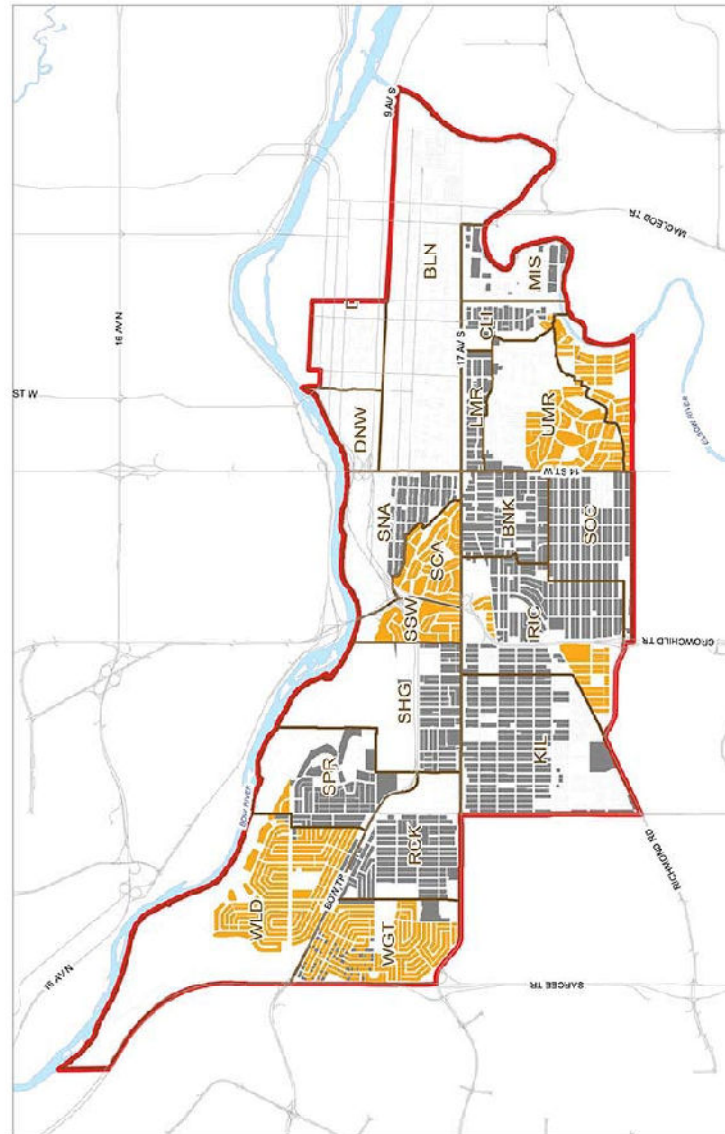 16 AV N
ST W
9 AV S
MACLEOD TR
BLN
MIS
17 AV S
CLI
LMR
UMR
ELBOW RIVER
DNW
14 ST W
SNA
BNK
SOC
SCA
SSW
RIC
CROWCHILD TR
SHG
KIL
SPR
BOW RIVER
RCK
RICHMOND RD
WLD
BOW TR
WGT
SARCEE TR
16 AV N